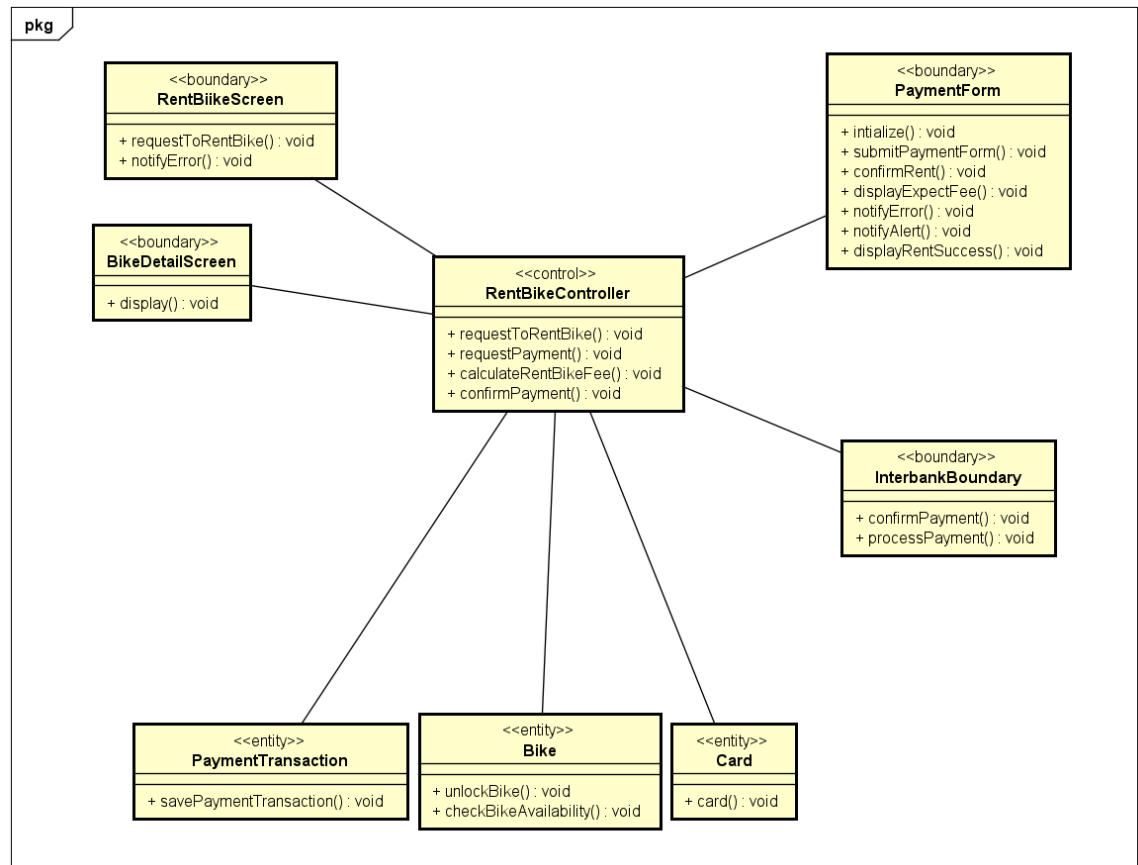 pkg
<<boundary>>
RentBiikeScreen
+ requestToRentBike() : void
+ notifyError() : void
<<boundary>>
PaymentForm
+ intialize() : void
+ submitPaymentForm() : void
+ confirmRent() : void
+ displayExpectFee() : void
+ notifyError() : void
+ notifyAlert() : void
+ displayRentSuccess() : void
<<boundary>>
BikeDetailScreen
+ display() : void
<<control>>
RentBikeController
+ requestToRentBike() : void
+ requestPayment() : void
+ calculateRentBikeFee() : void
+ confirmPayment() : void
<<boundary>>
InterbankBoundary
+ confirmPayment() : void
+ processPayment() : void
<<entity>>
PaymentTransaction
+ savePaymentTransaction() : void
<<entity>>
Bike
+ unlockBike() : void
+ checkBikeAvailability() : void
<<entity>>
Card
+ card() : void